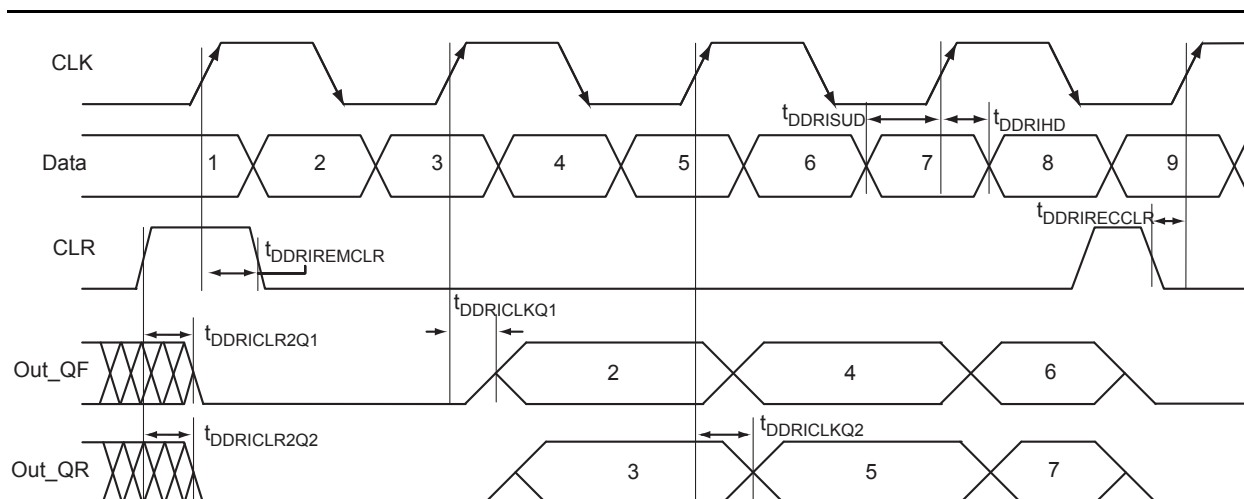 CLK
tDDRISUD
tDDRIHD
Data
1 2 3 4 5 6 7 8 9
CLR
tDDRIREMCLR
tDDRIRECCLR
tDDRICLKQ1
tDDRICLR2Q1
Out_QF
2 4 6
tDDRICLR2Q2
tDDRICLKQ2
Out_QR
3 5 7